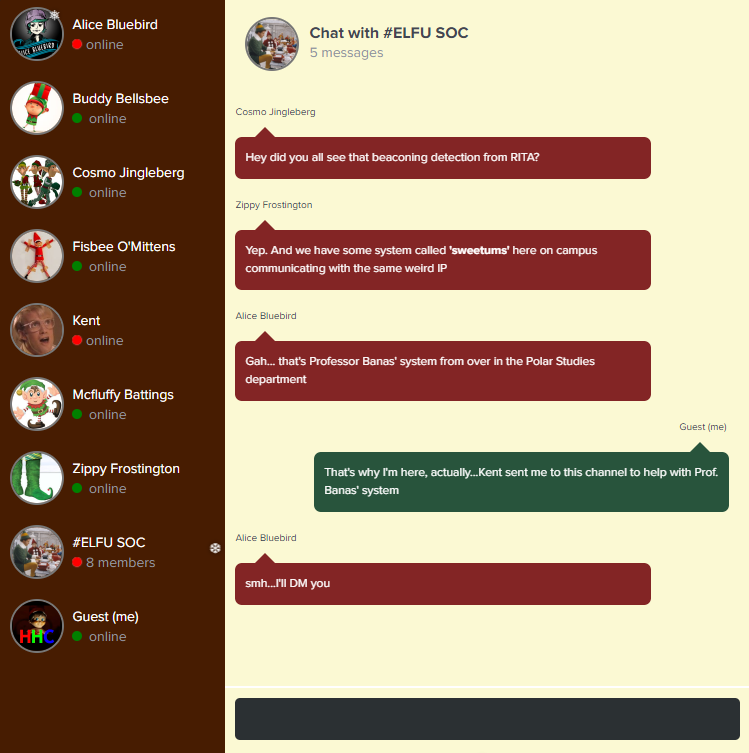 Alice Bluebird
online
ALICE BLUEBIRD
Buddy Bellsbee
online
Cosmo Jingleberg
online
Fisbee O'Mittens
online
Kent
online
Mcfluffy Battings
online
Zippy Frostington
online
#ELFU SOC
8 members
Guest (me)
online
HHC
Chat with #ELFU SOC
5 messages
Cosmo Jingleberg
Hey did you all see that beaconing detection from RITA?
Zippy Frostington
Yep. And we have some system called 'sweetums' here on campus
communicating with the same weird IP
Alice Bluebird
Gah... that's Professor Banas' system from over in the Polar Studies
department
Guest (me)
That's why I'm here, actually...Kent sent me to this channel to help with Prof.
Banas' system
Alice Bluebird
smh...I'll DM you